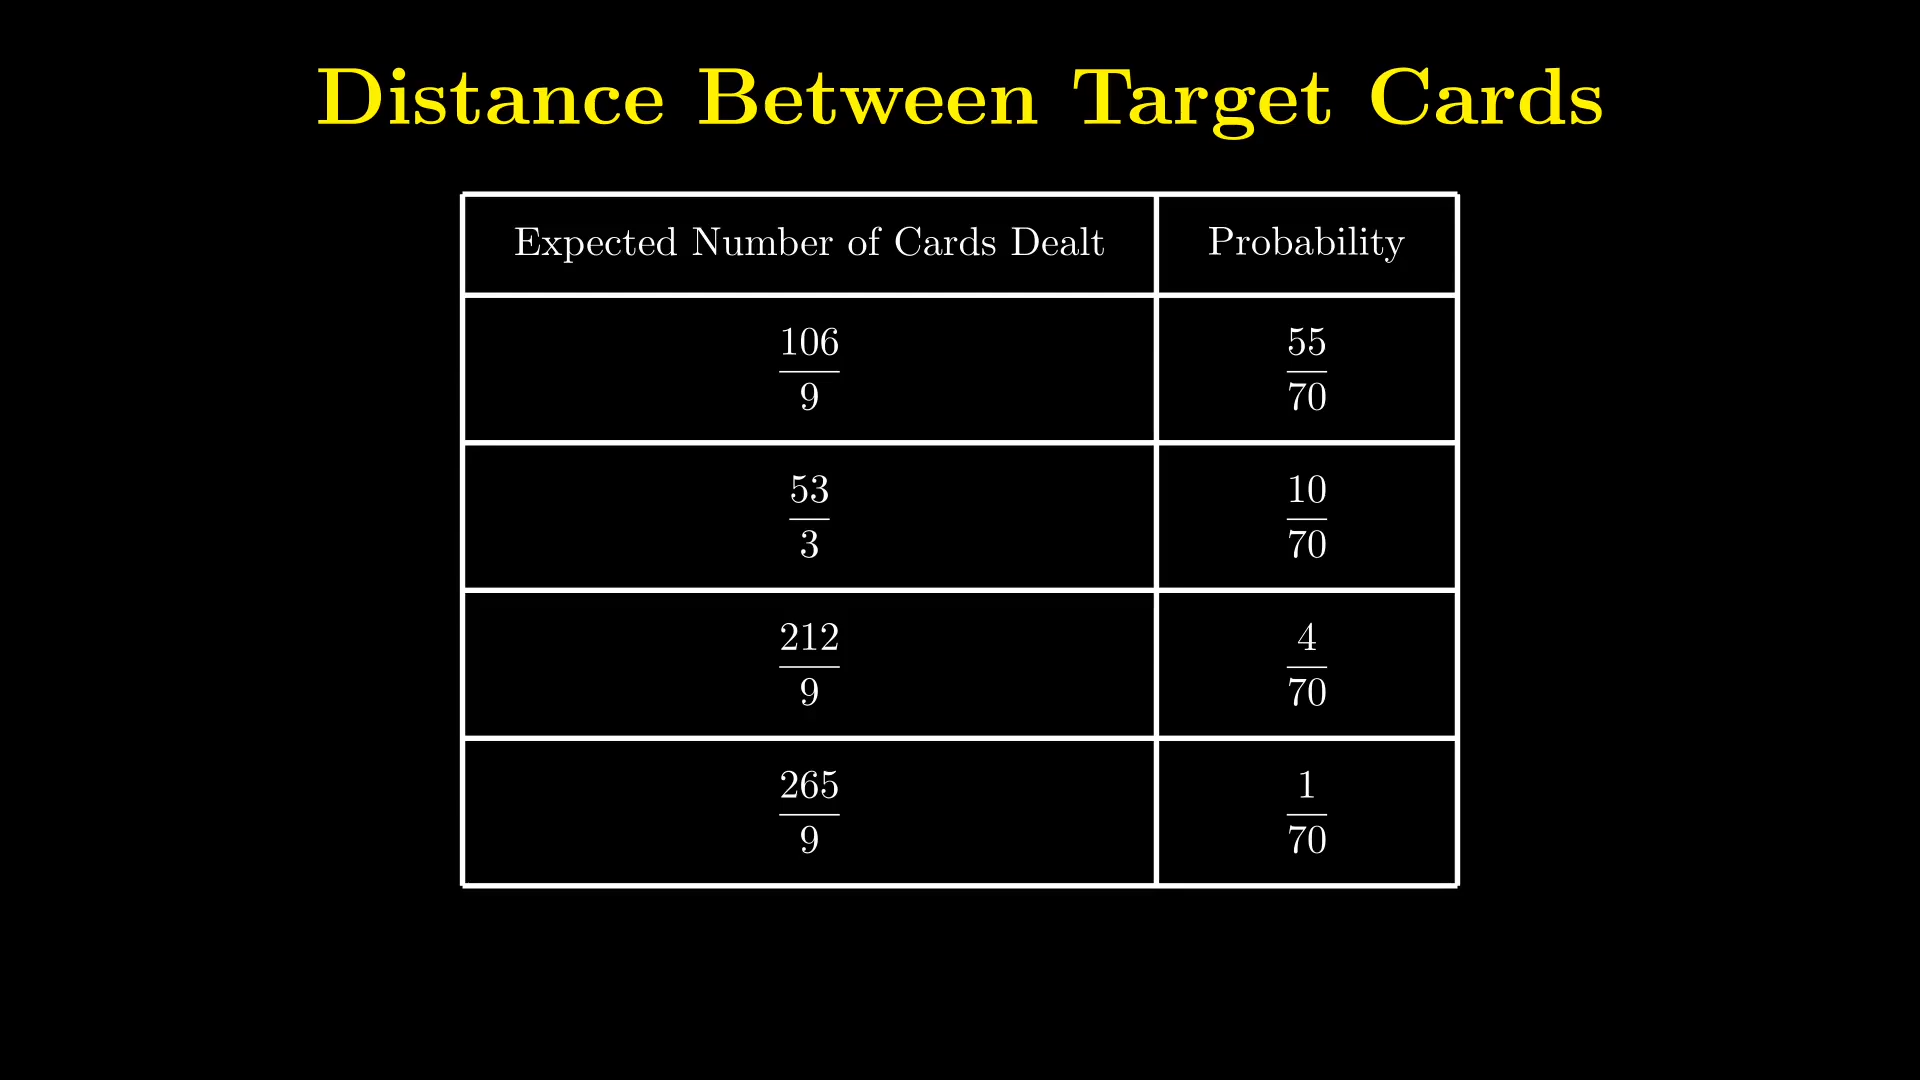 Distance Between Target Cards
Expected Number of Cards Dealt Probability
106/9 55/70
53/3 10/70
212/9 4/70
265/9 1/70